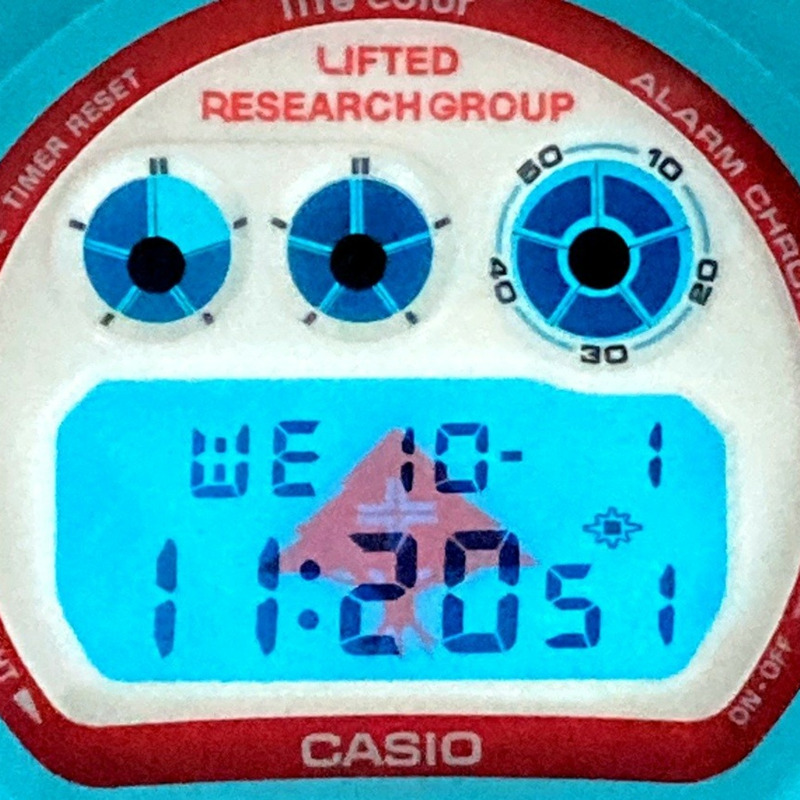 LIFTED
RESEARCH GROUP
TIMER RESET
ALARM CHRO
60 10
40 20
30
WE 10- 1
11:20 51
ON•OFF
CASIO